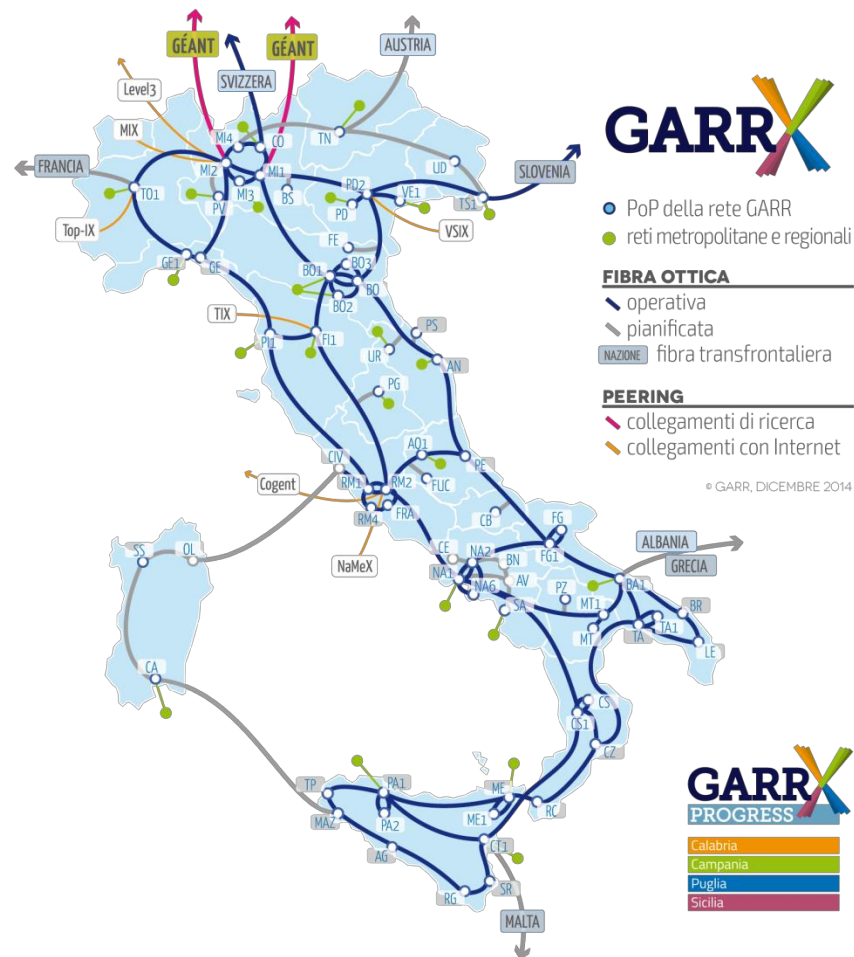 GÉANT
GÉANT
AUSTRIA
SVIZZERA
Level3
MIX
FRANCIA
Top-IX
MI4
CO
TN
MI2
MI1
MI3
UD
SLOVENIA
TO1
PV
BS
PD2
VE1
TS1
PD
VSIX
FE
GE1
GE
BO1
BO3
BO
BO2
TIX
PI1
FI1
PS
UR
AN
PG
CIV
AQ1
PE
Cogent
RM1
RM2
FUC
RM4
FRA
CB
FG
NaMeX
CE
NA2
BN
FG1
ALBANIA
GRECIA
SS
OL
NA1
NA6
AV
PZ
BA1
SA
MT1
BR
MT
TA
TA1
LE
CA
CS
CS1
CZ
TP
PA1
ME
RC
MAZ
PA2
ME1
AG
CT1
RG
SR
MALTA
GARR X
PoP della rete GARR
reti metropolitane e regionali
FIBRA OTTICA
operativa
pianificata
NAZIONE fibra transfrontaliera
PEERING
collegamenti di ricerca
collegamenti con Internet
© GARR, DICEMBRE 2014
GARR X
PROGRESS
Calabria
Campania
Puglia
Sicilia